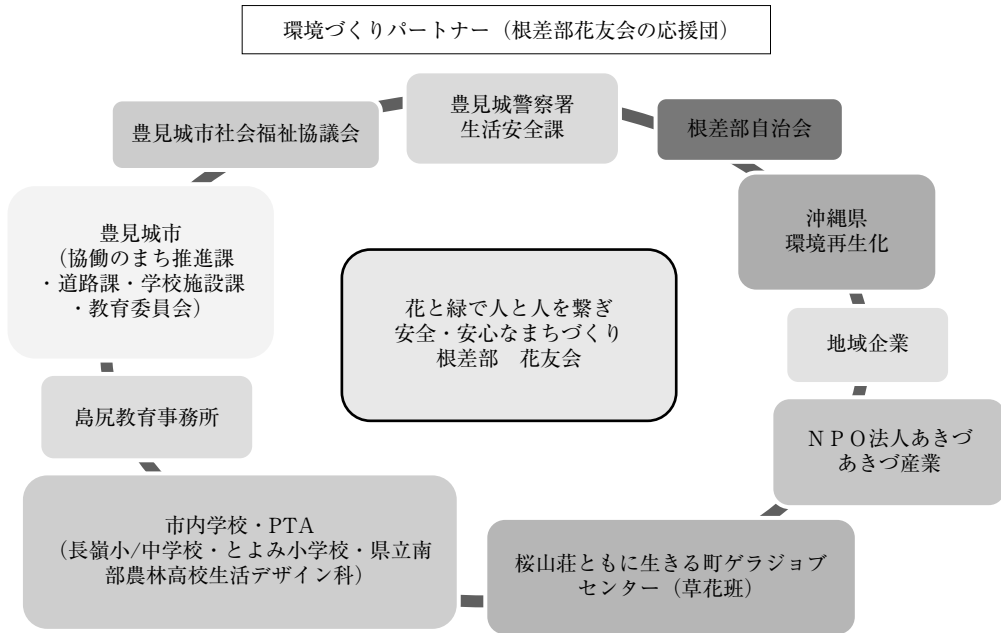 環境づくりパートナー（根差部花友会の応援団）
豊見城警察署
生活安全課
豊見城市社会福祉協議会
根差部自治会
沖縄県
環境再生化
豊見城市
（協働のまち推進課
・道路課・学校施設課
・教育委員会）
花と緑で人と人を繋ぎ
安全・安心なまちづくり
根差部　花友会
地域企業
島尻教育事務所
ＮＰＯ法人あきづ
あきづ産業
市内学校・PTA
（長嶺小/中学校・とよみ小学校・県立南
部農林高校生活デザイン科）
桜山荘ともに生きる町ゲラジョブ
センター（草花班）